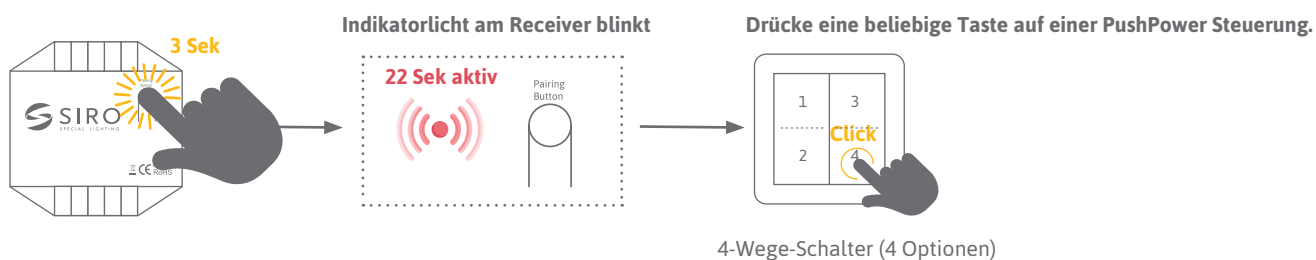 Indikatorlicht am Receiver blinkt
Drücke eine beliebige Taste auf einer PushPower Steuerung.
3 Sek
SIRO
SPECIAL LIGHTING
CE RoHS
22 Sek aktiv
Pairing
Button
1 3
Click
2 4
4-Wege-Schalter (4 Optionen)